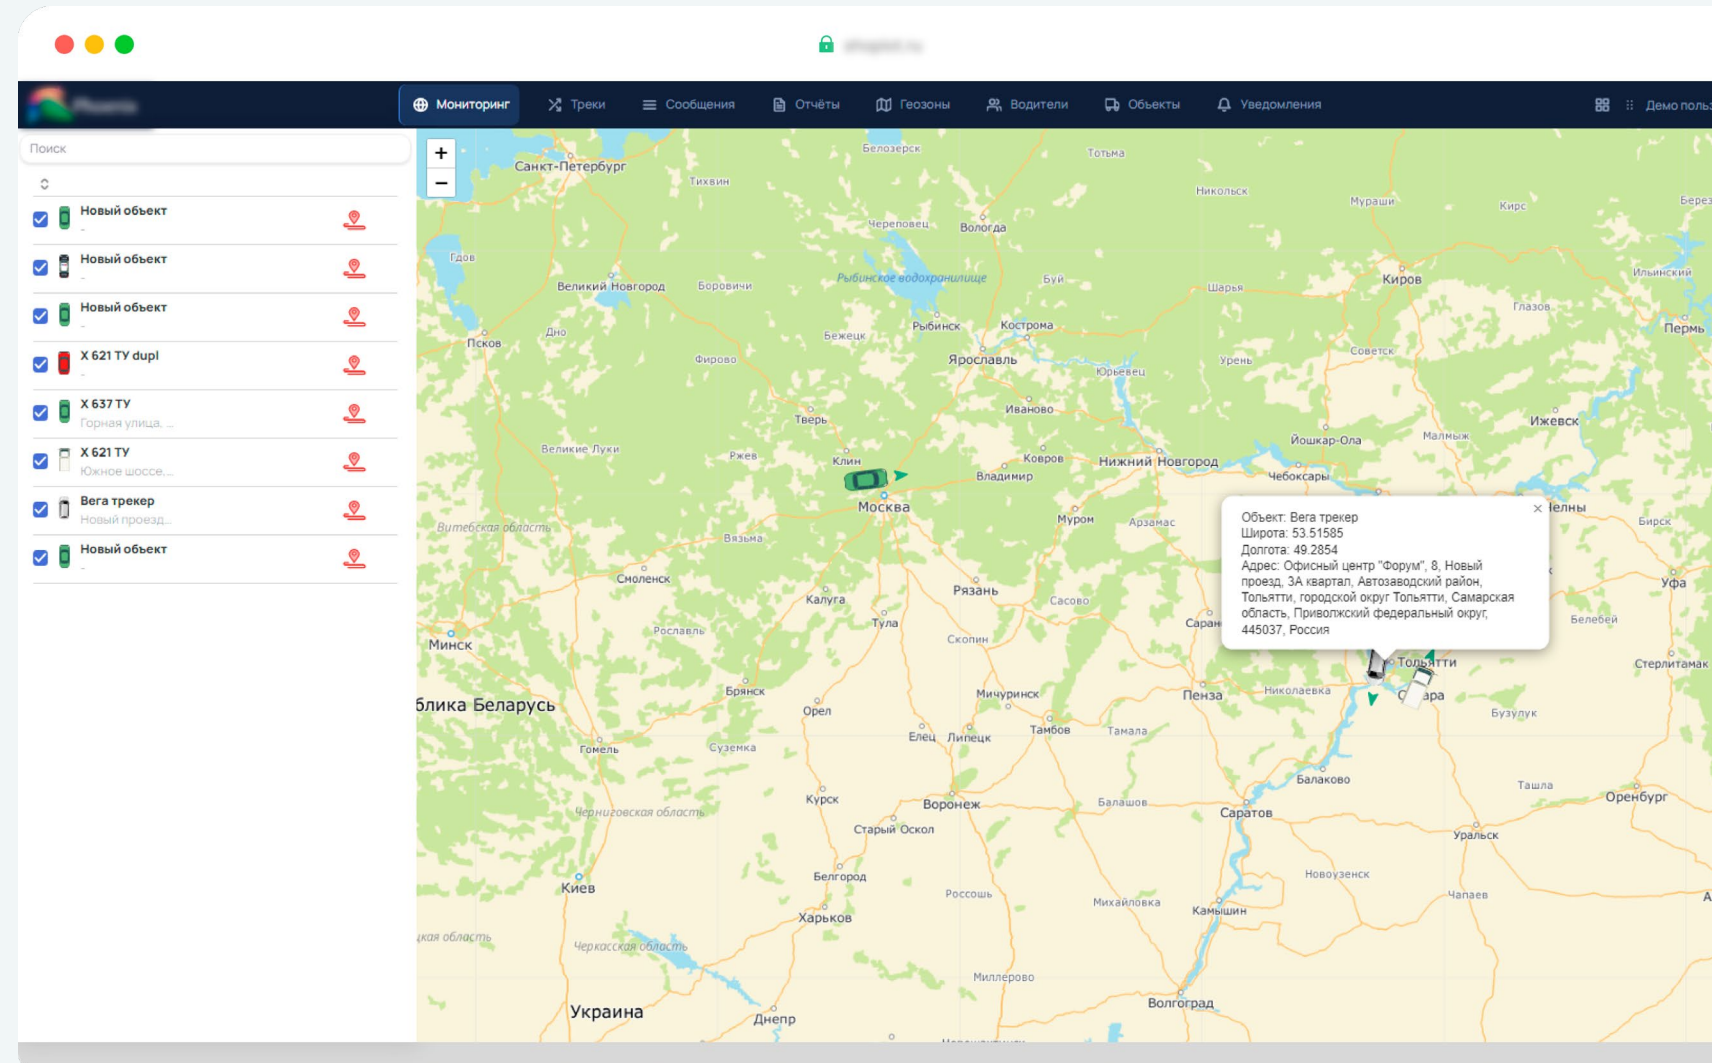 Мониторинг
Треки
Сообщения
Отчёты
Геозоны
Водители
Объекты
Уведомления
Демо польз
Поиск
Новый объект
-
Новый объект
-
Новый объект
-
Х 621 ТУ dupl
-
Х 637 ТУ
Горная улица, ...
Х 621 ТУ
Южное шоссе,...
Вега трекер
Новый проезд...
Новый объект
-
+
−
Белозерск
Тотьма
Санкт-Петербург
Тихвин
Никольск
Мураши
Кирс
Берез
Череповец
Вологда
Гдов
Рыбинское водохранилище
Буй
Киров
Ильинский
Великий Новгород
Боровичи
Шарья
Глазов
Дно
Бежецк
Рыбинск
Кострома
Пермь
Псков
Фирово
Ярославль
Юрьевец
Урень
Советск
Тверь
Иваново
Ижевск
Великие Луки
Ржев
Клин
Ковров
Нижний Новгород
Йошкар-Ола
Малмыж
Владимир
Чебоксары
Москва
Муром
Арзамас
Челны
Бирск
Витебская область
Вязьма
×
Объект: Вега трекер
Широта: 53.51585
Долгота: 49.2854
Адрес: Офисный центр "Форум", 8, Новый
проезд, 3А квартал, Автозаводский район,
Тольятти, городской округ Тольятти, Самарская
область, Приволжский федеральный округ,
445037, Россия
Смоленск
Калуга
Рязань
Сасово
Уфа
Рославль
Тула
Скопин
Саран
Белебей
Минск
Тольятти
Стерлитамак
Брянск
Мичуринск
Пенза
Николаевка
блика Беларусь
Орел
Бузулук
Гомель
Суземка
Елец
Липецк
Тамбов
Тамала
Балаково
Ташла
Оренбург
Курск
Воронеж
Балашов
Саратов
Черниговская область
Старый Оскол
Уральск
Белгород
Новоузенск
Киев
Россошь
Михайловка
Чапаев
Харьков
Камышин
цкая область
Черкасская область
Миллерово
Волгоград
Украина
Днепр